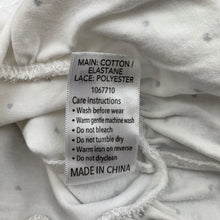 MAIN: COTTON /
ELASTANE
LACE: POLYESTER
1067710
Care instructions
• Wash before wear
• Warm gentle machine wash
• Do not bleach
• Do not tumble dry
• Warm iron on reverse
• Do not dryclean
MADE IN CHINA